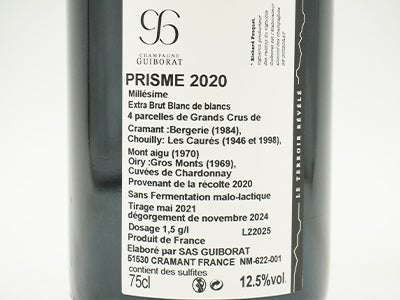 96
CHAMPAGNE
GUIBORAT
PRISME 2020
Millésime
Extra Brut Blanc de blancs
4 parcelles de Grands Crus de
Cramant :Bergerie (1984),
Chouilly: Les Caurés (1946 et 1998),
Mont aigu (1970)
Oiry :Gros Monts (1969),
Cuvées de Chardonnay
Provenant de la récolte 2020
Sans Fermentation malo-lactique
Tirage mai 2021
dégorgement de novembre 2024
Dosage 1,5 g/l L22025
Produit de France
Elaboré par SAS GUIBORAT
51530 CRAMANT FRANCE NM-622-001
contient des sulfites
75cl 12.5%vol.
LE TERROIR RÉVÉLÉ